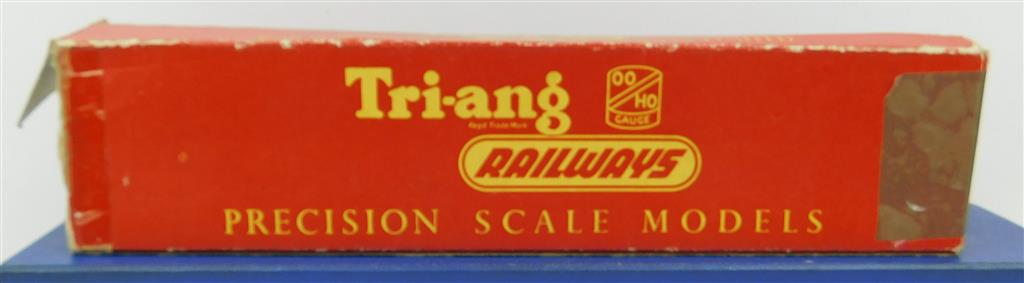 Tri-ang
Regd Trade Mark
OO
HO
GAUGE
RAILWAYS
PRECISION SCALE MODELS